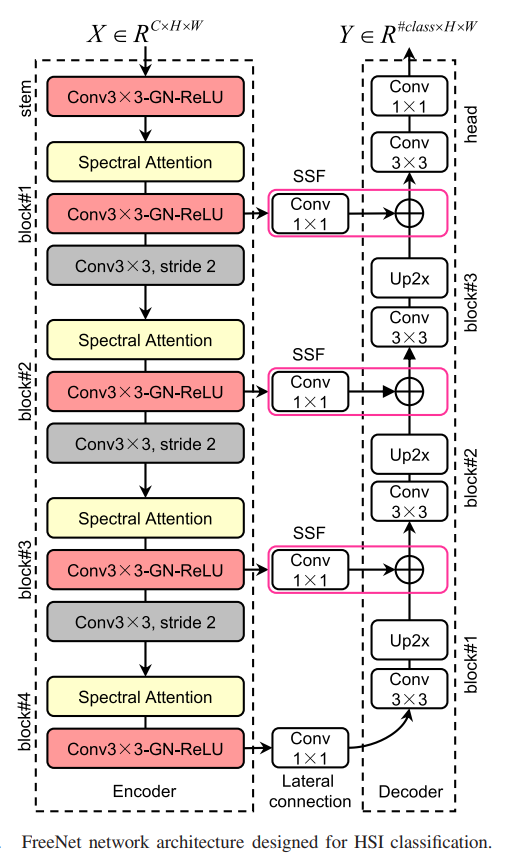 X ∈ R^{C×H×W}
Y ∈ R^{#class×H×W}
stem
Conv3×3-GN-ReLU
block#1
Spectral Attention
Conv3×3-GN-ReLU
Conv3×3, stride 2
block#2
Spectral Attention
Conv3×3-GN-ReLU
Conv3×3, stride 2
block#3
Spectral Attention
Conv3×3-GN-ReLU
Conv3×3, stride 2
block#4
Spectral Attention
Conv3×3-GN-ReLU
Encoder
SSF
Conv
1×1
SSF
Conv
1×1
SSF
Conv
1×1
Conv
1×1
Lateral
connection
head
Conv
1×1
Conv
3×3
block#3
Up2x
Conv
3×3
block#2
Up2x
Conv
3×3
block#1
Up2x
Conv
3×3
Decoder
. FreeNet network architecture designed for HSI classification.